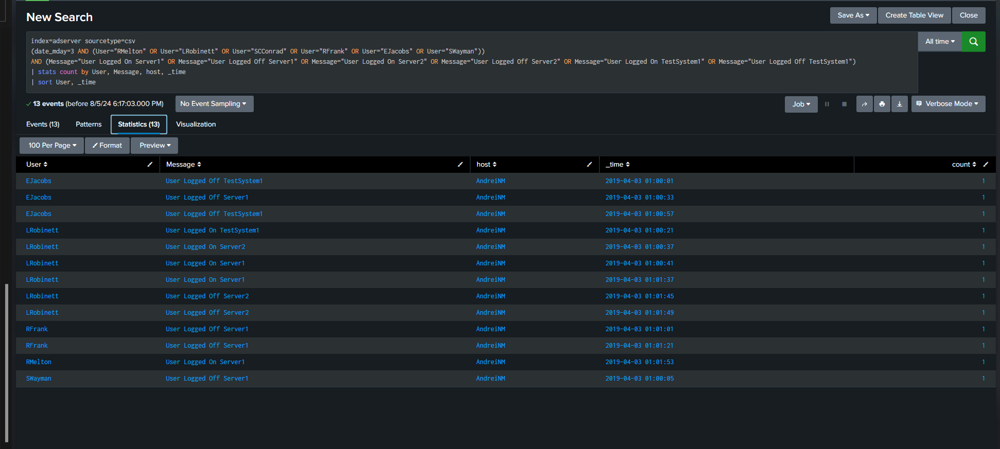 New Search
Save As
Create Table View
Close
index=adserver sourcetype=csv
(date_mday=3 AND (User="RMelton" OR User="LRobinett" OR User="SCConrad" OR User="RFrank" OR User="EJacobs" OR User="SWayman"))
AND (Message="User Logged On Server1" OR Message="User Logged Off Server1" OR Message="User Logged On Server2" OR Message="User Logged Off Server2" OR Message="User Logged On TestSystem1" OR Message="User Logged Off TestSystem1")
| stats count by User, Message, host, _time
| sort User, _time
All time
13 events (before 8/5/24 6:17:03.000 PM)
No Event Sampling
Job
Verbose Mode
Events (13) Patterns Statistics (13) Visualization
100 Per Page Format Preview
User Message host _time count
EJacobs User Logged Off TestSystem1 AndreiNM 2019-04-03 01:00:01 1
EJacobs User Logged Off Server1 AndreiNM 2019-04-03 01:00:33 1
EJacobs User Logged Off TestSystem1 AndreiNM 2019-04-03 01:00:57 1
LRobinett User Logged On TestSystem1 AndreiNM 2019-04-03 01:00:21 1
LRobinett User Logged On Server2 AndreiNM 2019-04-03 01:00:37 1
LRobinett User Logged On Server1 AndreiNM 2019-04-03 01:00:41 1
LRobinett User Logged On Server1 AndreiNM 2019-04-03 01:01:37 1
LRobinett User Logged Off Server2 AndreiNM 2019-04-03 01:01:45 1
LRobinett User Logged Off Server2 AndreiNM 2019-04-03 01:01:49 1
RFrank User Logged Off Server1 AndreiNM 2019-04-03 01:01:01 1
RFrank User Logged Off Server1 AndreiNM 2019-04-03 01:01:21 1
RMelton User Logged On Server1 AndreiNM 2019-04-03 01:01:53 1
SWayman User Logged Off Server1 AndreiNM 2019-04-03 01:00:05 1